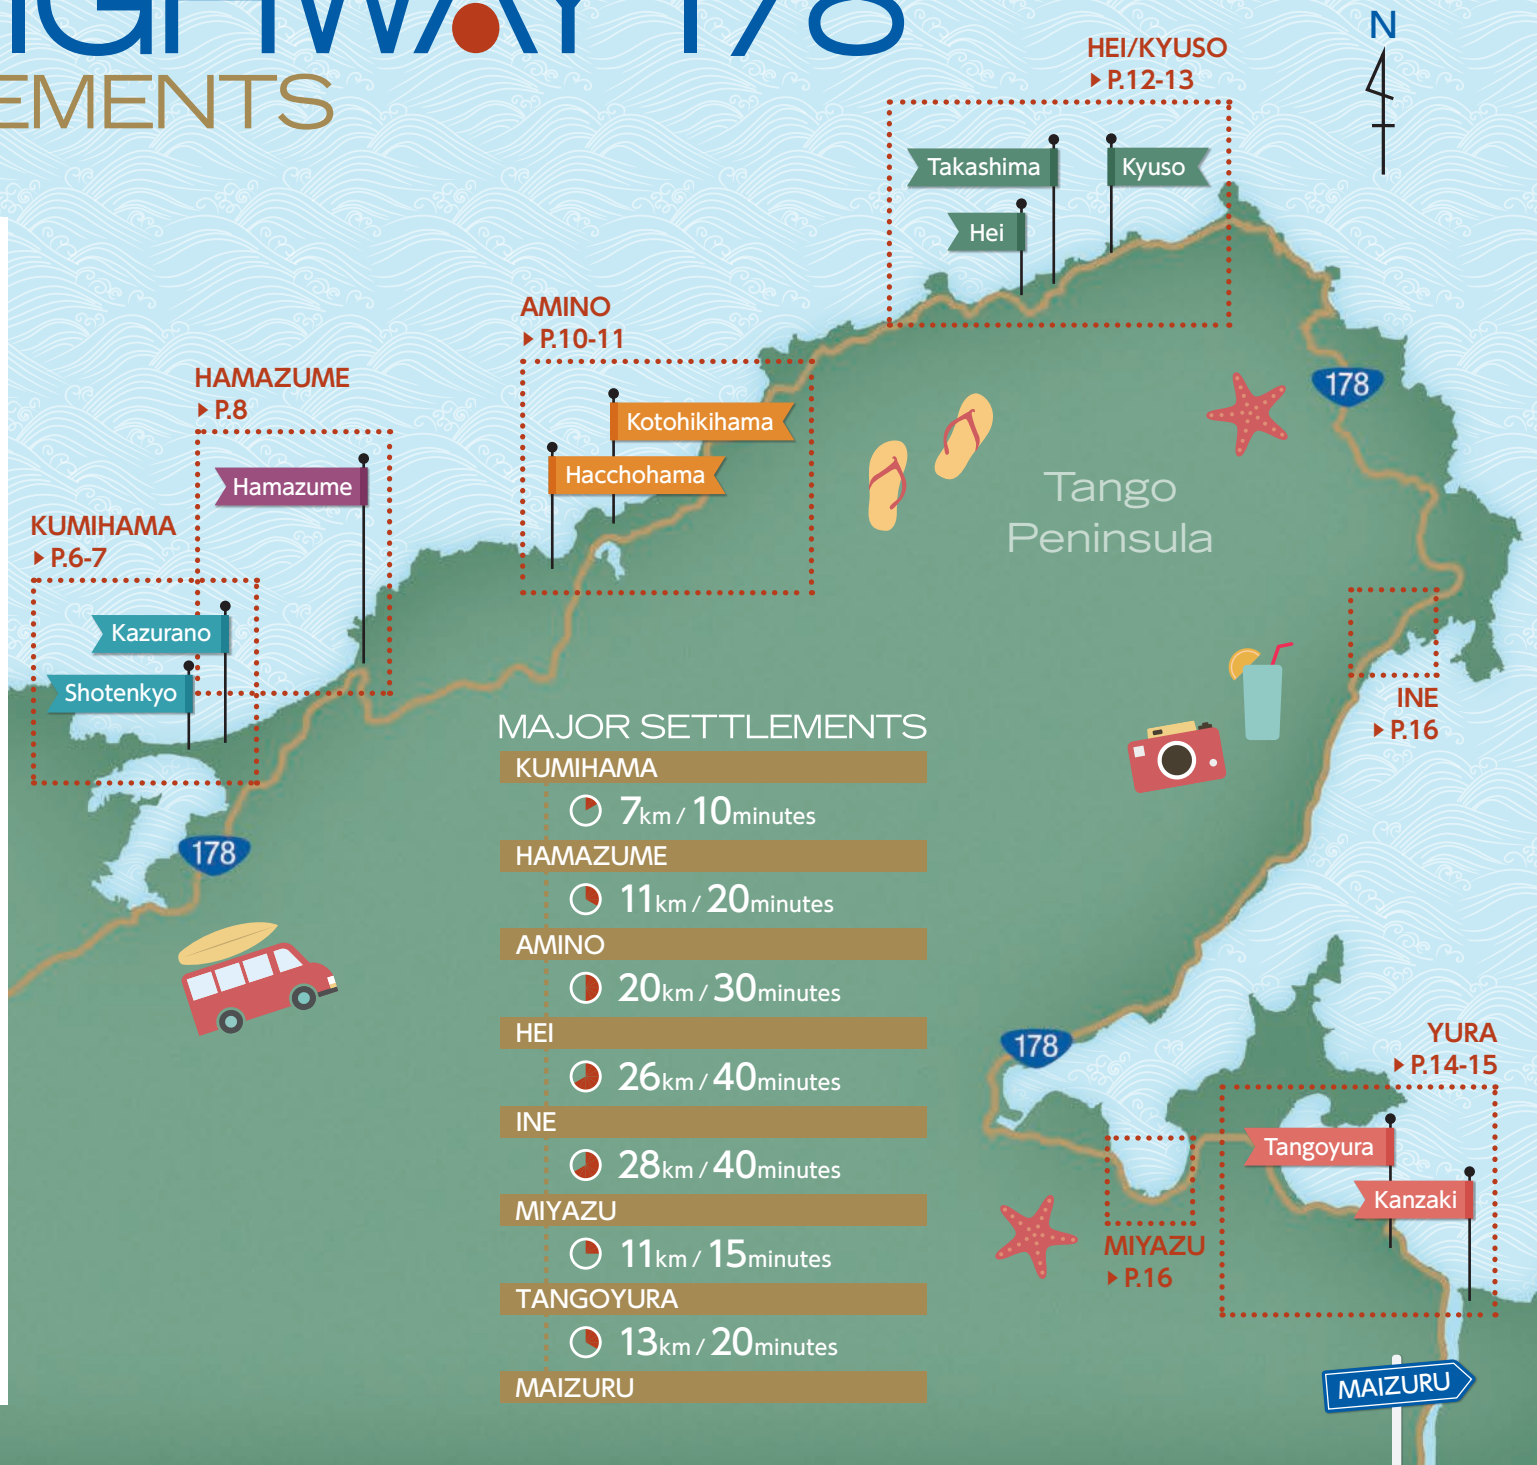 HIGHWAY 178
EMENTS
N
HEI/KYUSO
▶ P.12-13
Takashima
Kyuso
Hei
AMINO
▶ P.10-11
Kotohikihama
Hacchohama
HAMAZUME
▶ P.8
Hamazume
KUMIHAMA
▶ P.6-7
Kazurano
Shotenkyo
178
178
Tango
Peninsula
INE
▶ P.16
MAJOR SETTLEMENTS
KUMIHAMA
7km / 10minutes
HAMAZUME
11km / 20minutes
AMINO
20km / 30minutes
HEI
26km / 40minutes
INE
28km / 40minutes
MIYAZU
11km / 15minutes
TANGOYURA
13km / 20minutes
MAIZURU
178
YURA
▶ P.14-15
Tangoyura
Kanzaki
MIYAZU
▶ P.16
MAIZURU